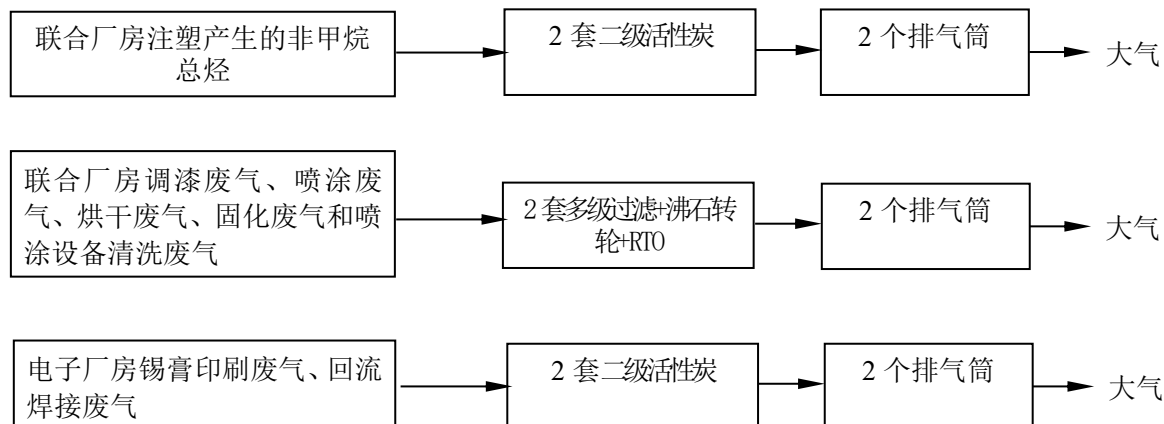 联合厂房注塑产生的非甲烷
总烃
2 套二级活性炭
2 个排气筒
大气
联合厂房调漆废气、喷涂废
气、烘干废气、固化废气和喷
涂设备清洗废气
2套多级过滤+沸石转
轮+RTO
2 个排气筒
大气
电子厂房锡膏印刷废气、回流
焊接废气
2 套二级活性炭
2 个排气筒
大气